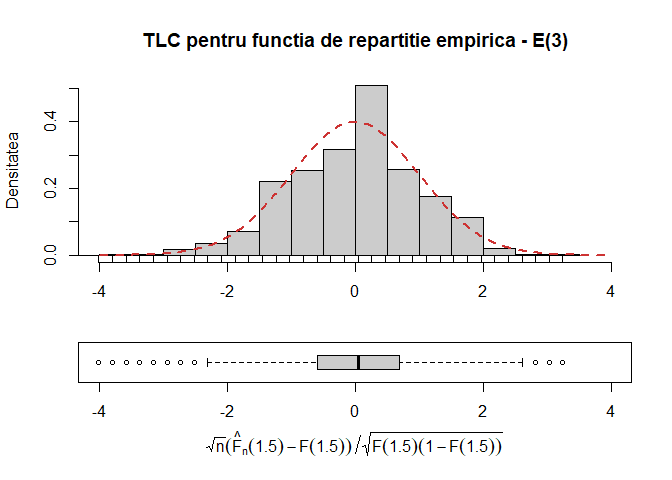 TLC pentru functia de repartitie empirica - E(3)
Densitatea
0.4
0.2
0.0
-4 -2 0 2 4
-4 -2 0 2 4
√n(F̂ₙ(1.5) − F(1.5)) / √(F(1.5)(1 − F(1.5)))